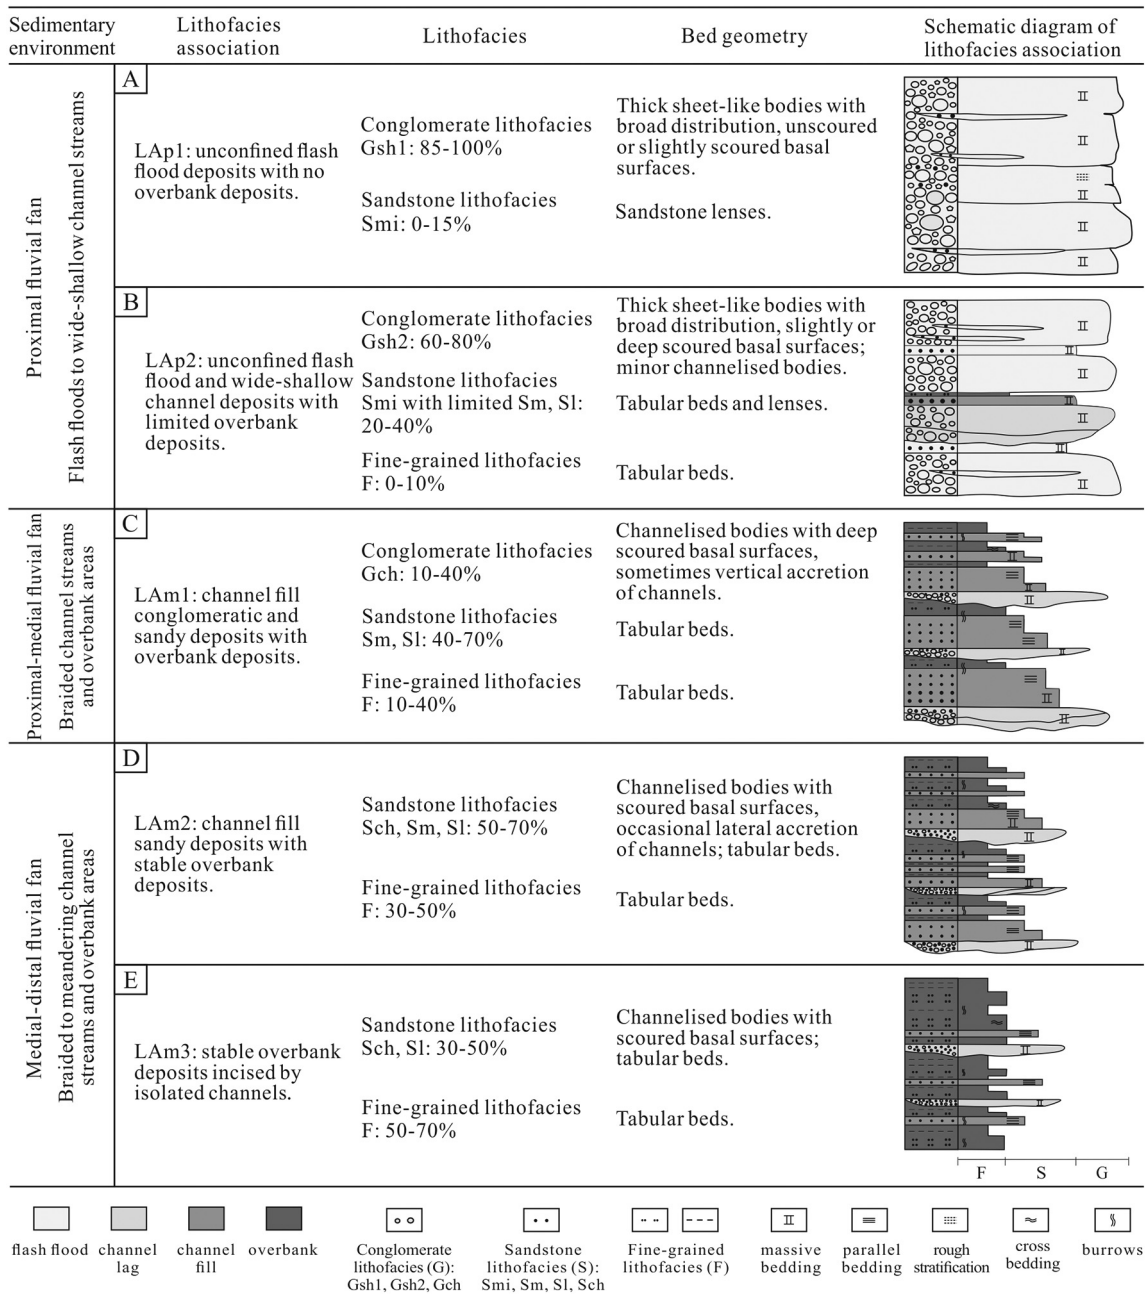 Sedimentary
environment
Lithofacies
association
Lithofacies
Bed geometry
Schematic diagram of
lithofacies association
Proximal fluvial fan
Flash floods to wide-shallow channel streams
A
LAp1: unconfined flash
flood deposits with no
overbank deposits.
Conglomerate lithofacies
Gsh1: 85-100%
Sandstone lithofacies
Smi: 0-15%
Thick sheet-like bodies with
broad distribution, unscoured
or slightly scoured basal
surfaces.
Sandstone lenses.
B
LAp2: unconfined flash
flood and wide-shallow
channel deposits with
limited overbank
deposits.
Conglomerate lithofacies
Gsh2: 60-80%
Sandstone lithofacies
Smi with limited Sm, Sl:
20-40%
Fine-grained lithofacies
F: 0-10%
Thick sheet-like bodies with
broad distribution, slightly or
deep scoured basal surfaces;
minor channelised bodies.
Tabular beds and lenses.
Tabular beds.
Proximal-medial fluvial fan
Braided channel streams
and overbank areas
C
LAm1: channel fill
conglomeratic and
sandy deposits with
overbank deposits.
Conglomerate lithofacies
Gch: 10-40%
Sandstone lithofacies
Sm, Sl: 40-70%
Fine-grained lithofacies
F: 10-40%
Channelised bodies with deep
scoured basal surfaces,
sometimes vertical accretion
of channels.
Tabular beds.
Tabular beds.
Medial-distal fluvial fan
Braided to meandering channel
streams and overbank areas
D
LAm2: channel fill
sandy deposits with
stable overbank
deposits.
Sandstone lithofacies
Sch, Sm, Sl: 50-70%
Fine-grained lithofacies
F: 30-50%
Channelised bodies with
scoured basal surfaces,
occasional lateral accretion
of channels; tabular beds.
Tabular beds.
E
LAm3: stable overbank
deposits incised by
isolated channels.
Sandstone lithofacies
Sch, Sl: 30-50%
Fine-grained lithofacies
F: 50-70%
Channelised bodies with
scoured basal surfaces;
tabular beds.
Tabular beds.
F S G
flash flood
channel
lag
channel
fill
overbank
Conglomerate
lithofacies (G):
Gsh1, Gsh2, Gch
Sandstone
lithofacies (S):
Smi, Sm, Sl, Sch
Fine-grained
lithofacies (F)
massive
bedding
parallel
bedding
rough
stratification
cross
bedding
burrows